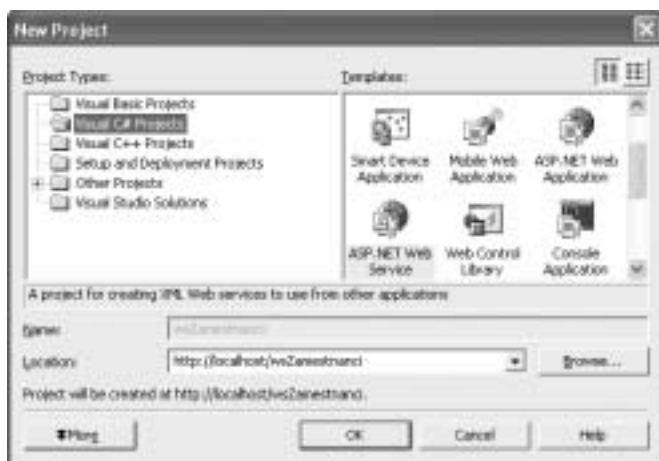 New Project
Project Types:
Templates:
Visual Basic Projects
Visual C# Projects
Visual C++ Projects
Setup and Deployment Projects
Other Projects
Visual Studio Solutions
Smart Device Application
Mobile Web Application
ASP.NET Web Application
ASP.NET Web Service
Web Control Library
Console Application
A project for creating XML Web services to use from other applications
Name:
wsZamestnanci
Location:
http://localhost/wsZamestnanci
Browse...
Project will be created at http://localhost/wsZamestnanci.
More
OK
Cancel
Help